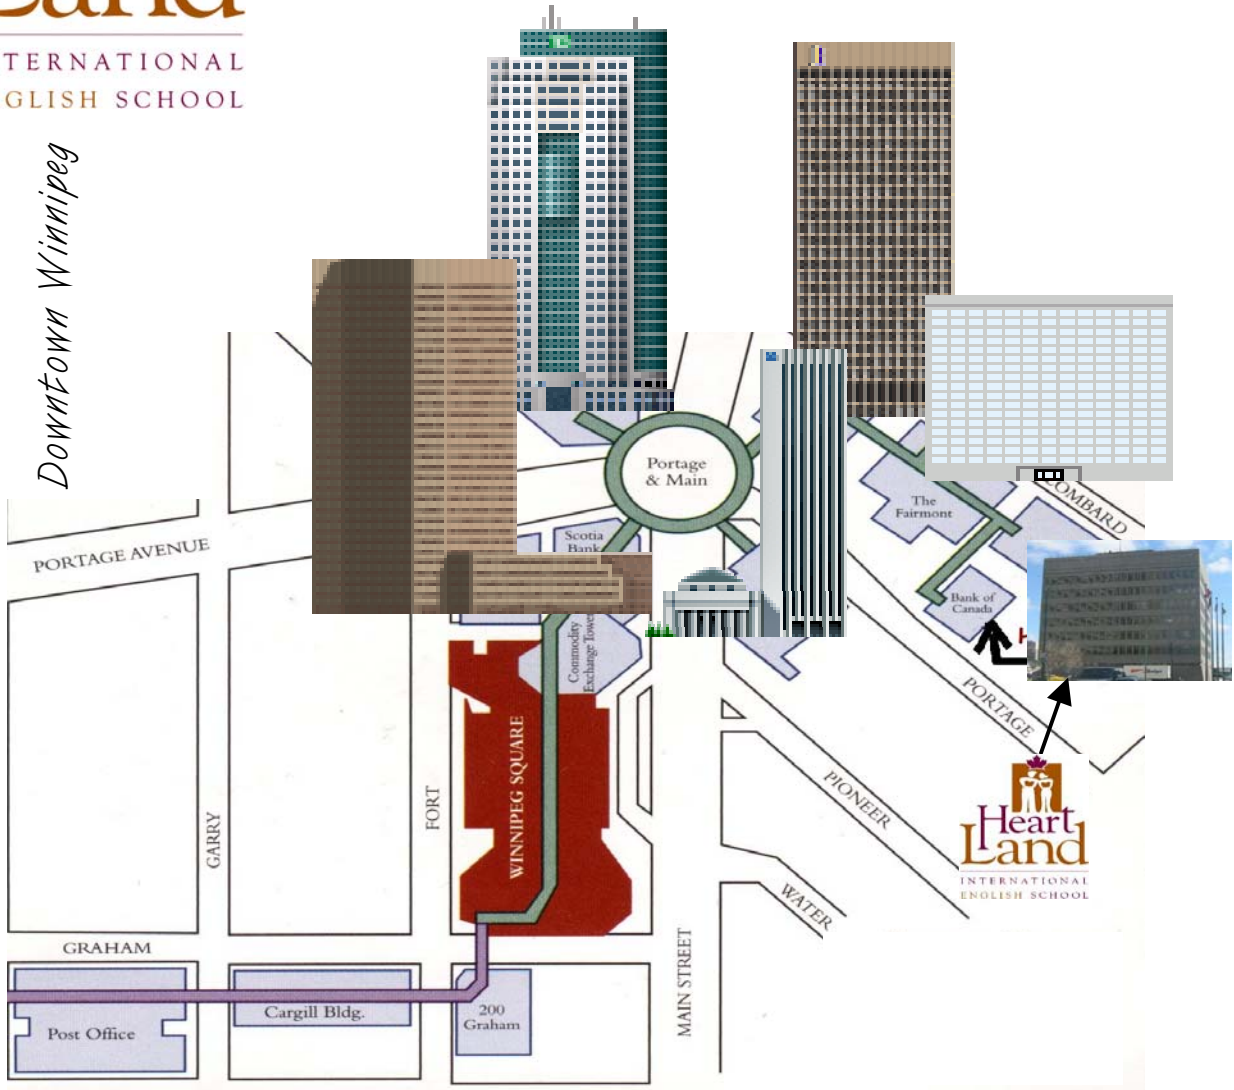 Land
TERNATIONAL
GLISH SCHOOL
Downtown Winnipeg
Portage
& Main
The
Fairmont
LOMBARD
PORTAGE AVENUE
Scotia
Bank
Bank of
Canada
H
Commodity
Exchange Tower
PORTAGE
WINNIPEG SQUARE
PIONEER
FORT
GARRY
Heart
Land
INTERNATIONAL
ENGLISH SCHOOL
WATER
GRAHAM
MAIN STREET
Cargill Bldg.
200
Graham
Post Office